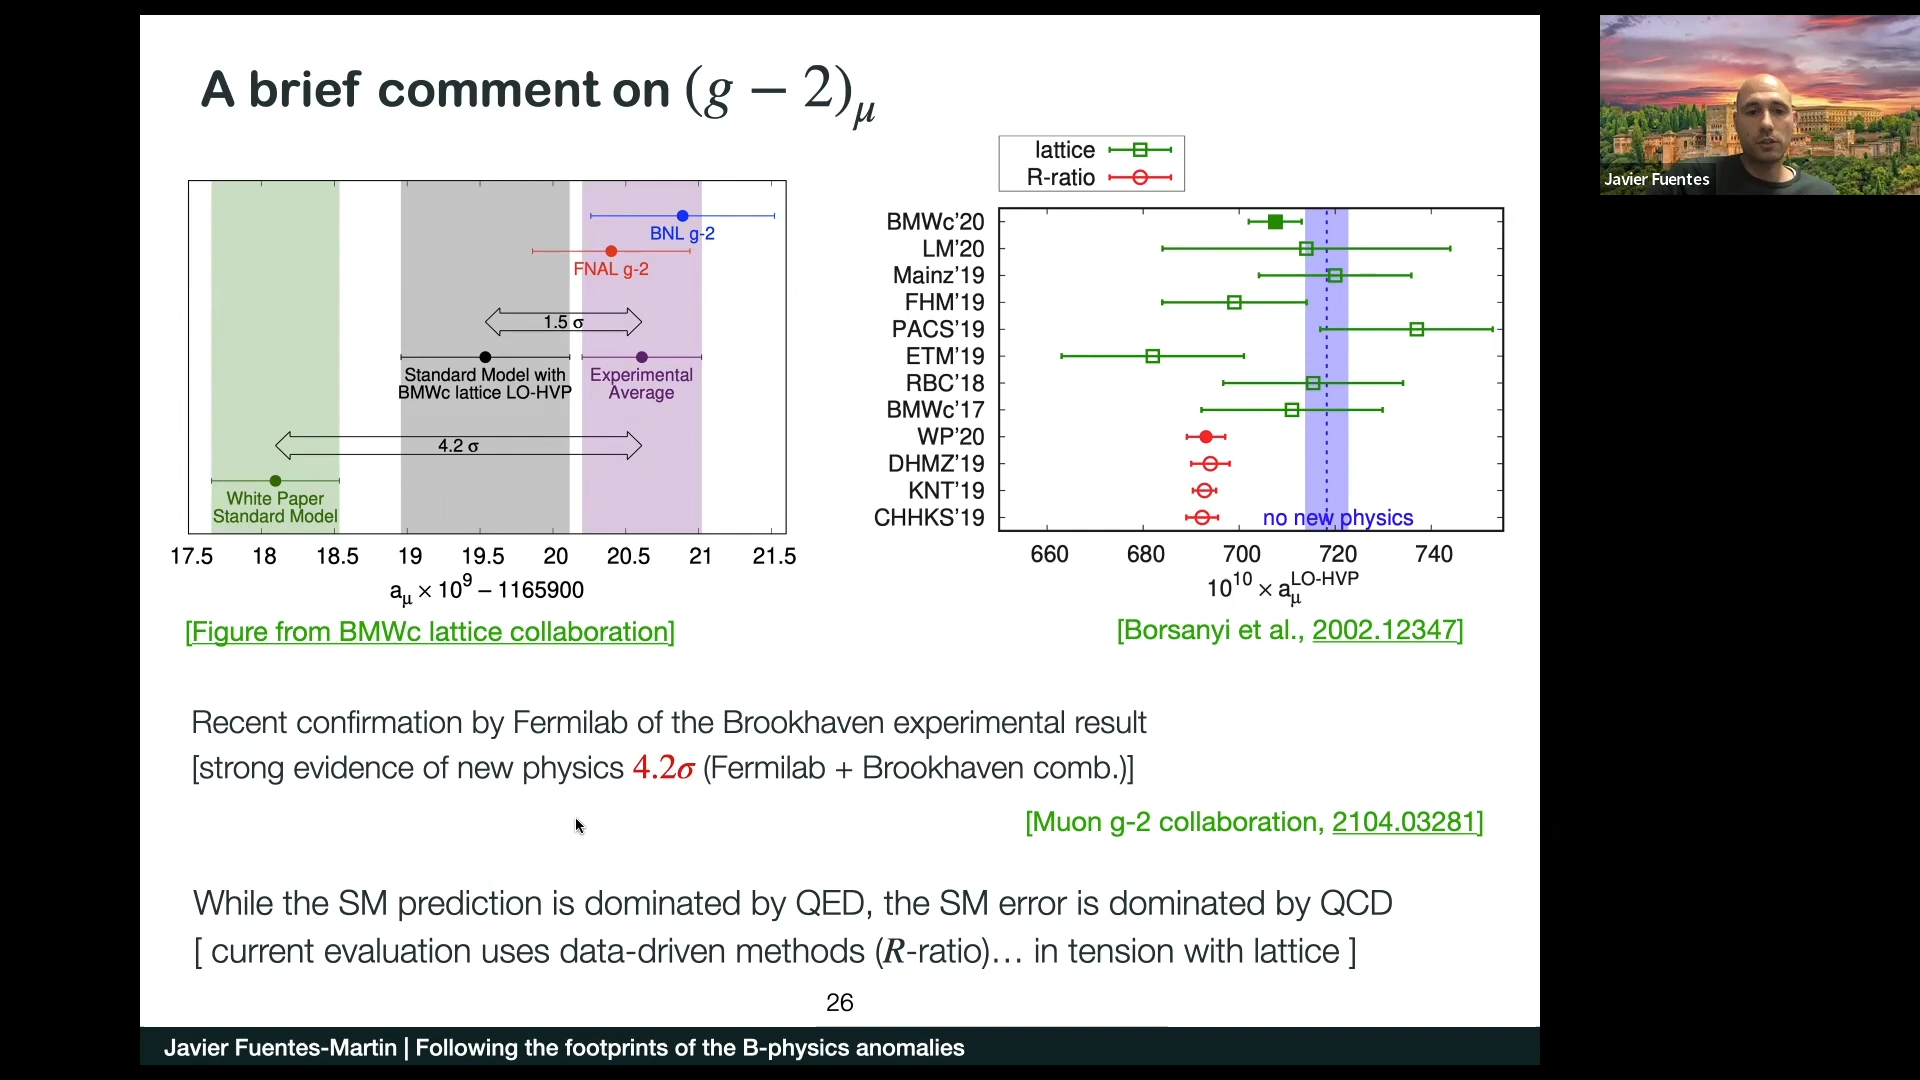 A brief comment on (g − 2)μ
BNL g-2
FNAL g-2
1.5 σ
Standard Model with
BMWc lattice LO-HVP
Experimental
Average
4.2 σ
White Paper
Standard Model
17.5 18 18.5 19 19.5 20 20.5 21 21.5
aμ × 10⁹ − 1165900
[Figure from BMWc lattice collaboration]
lattice
R-ratio
BMWc'20
LM'20
Mainz'19
FHM'19
PACS'19
ETM'19
RBC'18
BMWc'17
WP'20
DHMZ'19
KNT'19
CHHKS'19
no new physics
660 680 700 720 740
10¹⁰ × aμ^LO-HVP
[Borsanyi et al., 2002.12347]
Recent confirmation by Fermilab of the Brookhaven experimental result
[strong evidence of new physics 4.2σ (Fermilab + Brookhaven comb.)]
[Muon g-2 collaboration, 2104.03281]
While the SM prediction is dominated by QED, the SM error is dominated by QCD
[ current evaluation uses data-driven methods (R-ratio)… in tension with lattice ]
26
Javier Fuentes-Martin | Following the footprints of the B-physics anomalies
Javier Fuentes